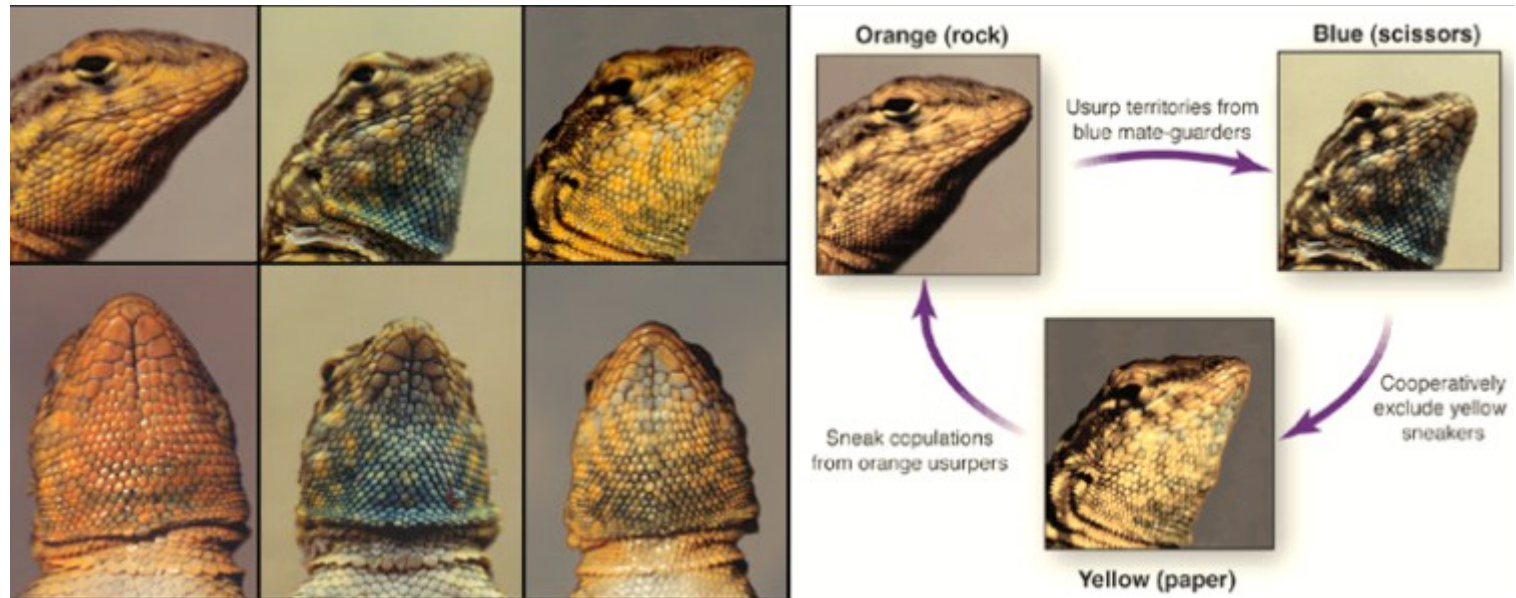 Orange (rock)
Blue (scissors)
Usurp territories from
blue mate-guarders
Cooperatively
exclude yellow
sneakers
Sneak copulations
from orange usurpers
Yellow (paper)